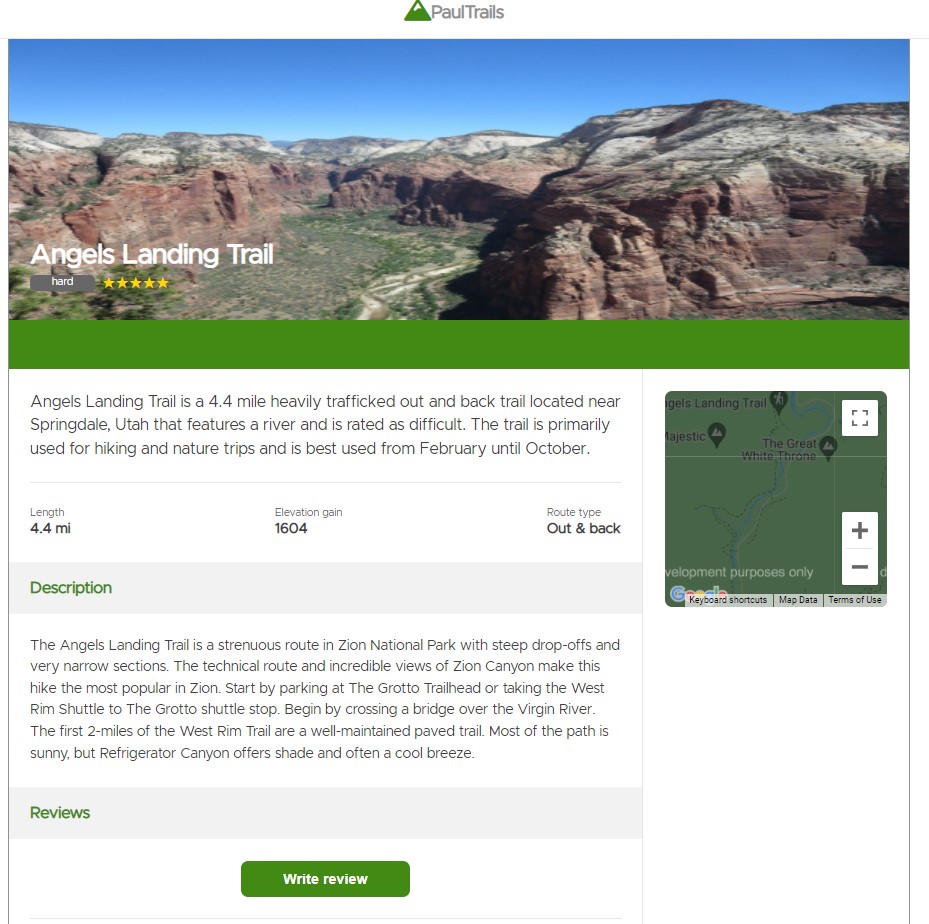 PaulTrails
Angels Landing Trail
hard
Angels Landing Trail is a 4.4 mile heavily trafficked out and back trail located near
Springdale, Utah that features a river and is rated as difficult. The trail is primarily
used for hiking and nature trips and is best used from February until October.
Length
4.4 mi
Elevation gain
1604
Route type
Out & back
Description
The Angels Landing Trail is a strenuous route in Zion National Park with steep drop-offs and
very narrow sections. The technical route and incredible views of Zion Canyon make this
hike the most popular in Zion. Start by parking at The Grotto Trailhead or taking the West
Rim Shuttle to The Grotto shuttle stop. Begin by crossing a bridge over the Virgin River.
The first 2-miles of the West Rim Trail are a well-maintained paved trail. Most of the path is
sunny, but Refrigerator Canyon offers shade and often a cool breeze.
Reviews
Write review
gels Landing Trail
Majestic
The Great
White Throne
velopment purposes only
d
Google
Keyboard shortcuts
Map Data
Terms of Use